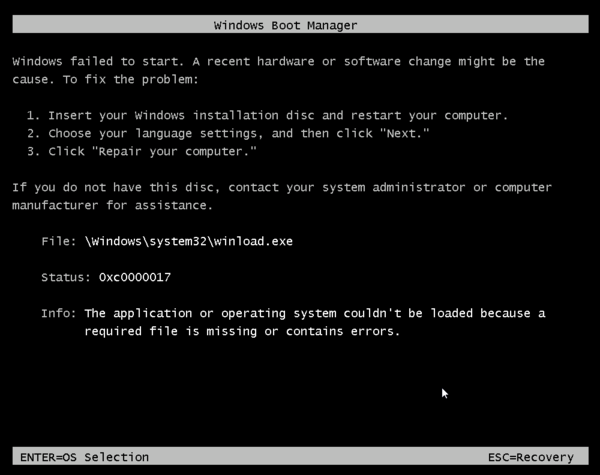 Windows Boot Manager
Windows failed to start. A recent hardware or software change might be the
cause. To fix the problem:
1. Insert your Windows installation disc and restart your computer.
2. Choose your language settings, and then click "Next."
3. Click "Repair your computer."
If you do not have this disc, contact your system administrator or computer
manufacturer for assistance.
File: \Windows\system32\winload.exe
Status: 0xc0000017
Info: The application or operating system couldn't be loaded because a
required file is missing or contains errors.
ENTER=OS Selection ESC=Recovery